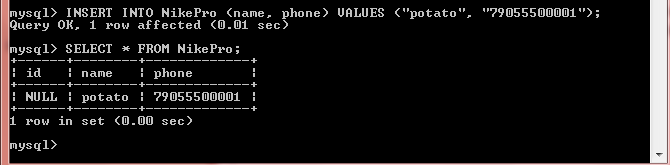 mysql> INSERT INTO NikePro (name, phone) VALUES ("potato", "79055500001");
Query OK, 1 row affected (0.01 sec)
mysql> SELECT * FROM NikePro;
+------+--------+-------------+
| id | name | phone |
+------+--------+-------------+
| NULL | potato | 79055500001 |
+------+--------+-------------+
1 row in set (0.00 sec)
mysql>